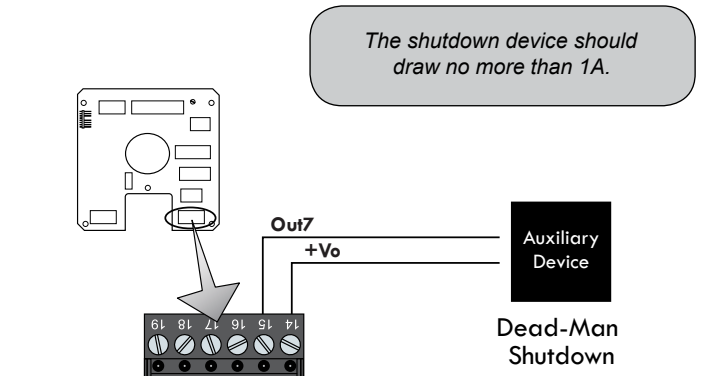 The shutdown device should
draw no more than 1A.
Out7
+Vo
Auxiliary
Device
19 18 17 16 15 14
Dead-Man
Shutdown